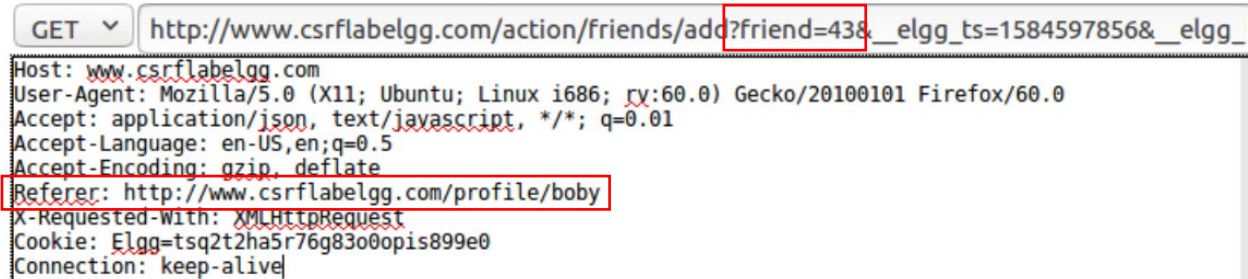 GET http://www.csrflabelgg.com/action/friends/add?friend=43&__elgg_ts=1584597856&__elgg_
Host: www.csrflabelgg.com
User-Agent: Mozilla/5.0 (X11; Ubuntu; Linux i686; rv:60.0) Gecko/20100101 Firefox/60.0
Accept: application/json, text/javascript, */*; q=0.01
Accept-Language: en-US,en;q=0.5
Accept-Encoding: gzip, deflate
Referer: http://www.csrflabelgg.com/profile/boby
X-Requested-With: XMLHttpRequest
Cookie: Elgg=tsq2t2ha5r76g83o0opis899e0
Connection: keep-alive